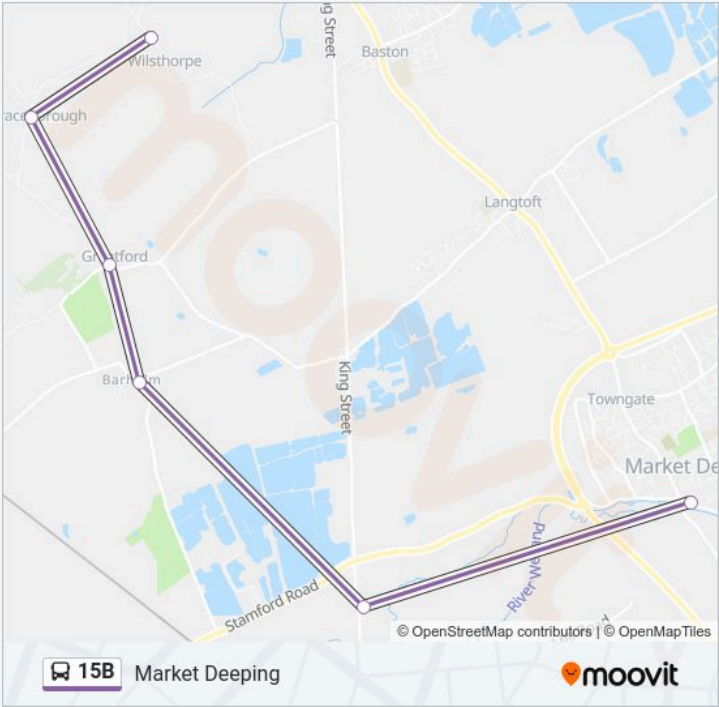 ng Street
Baston
Wilsthorpe
Langtoft
King Street
Towngate
Market De
River Welland
Stamford Road
© OpenStreetMap contributors | © OpenMapTiles
15B
Market Deeping
moovit